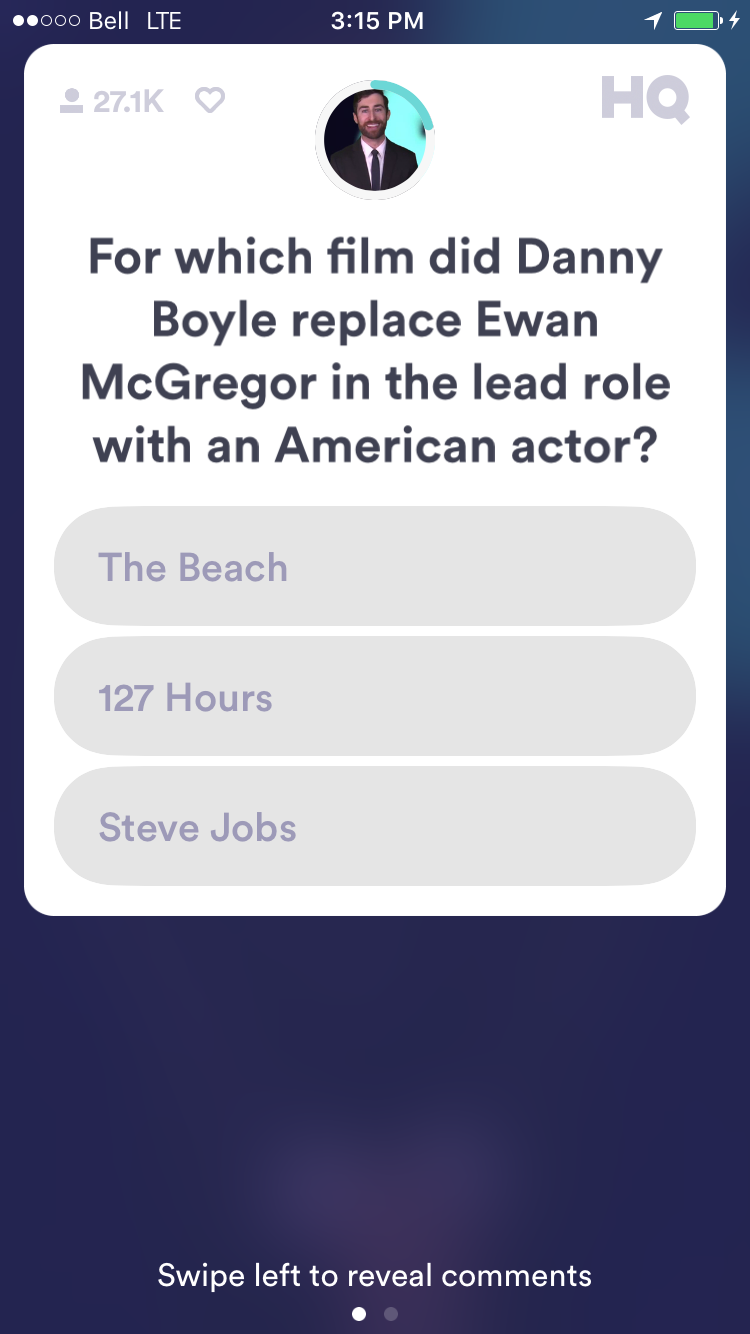 Bell LTE 3:15 PM
27.1K HQ
For which film did Danny
Boyle replace Ewan
McGregor in the lead role
with an American actor?
The Beach
127 Hours
Steve Jobs
Swipe left to reveal comments